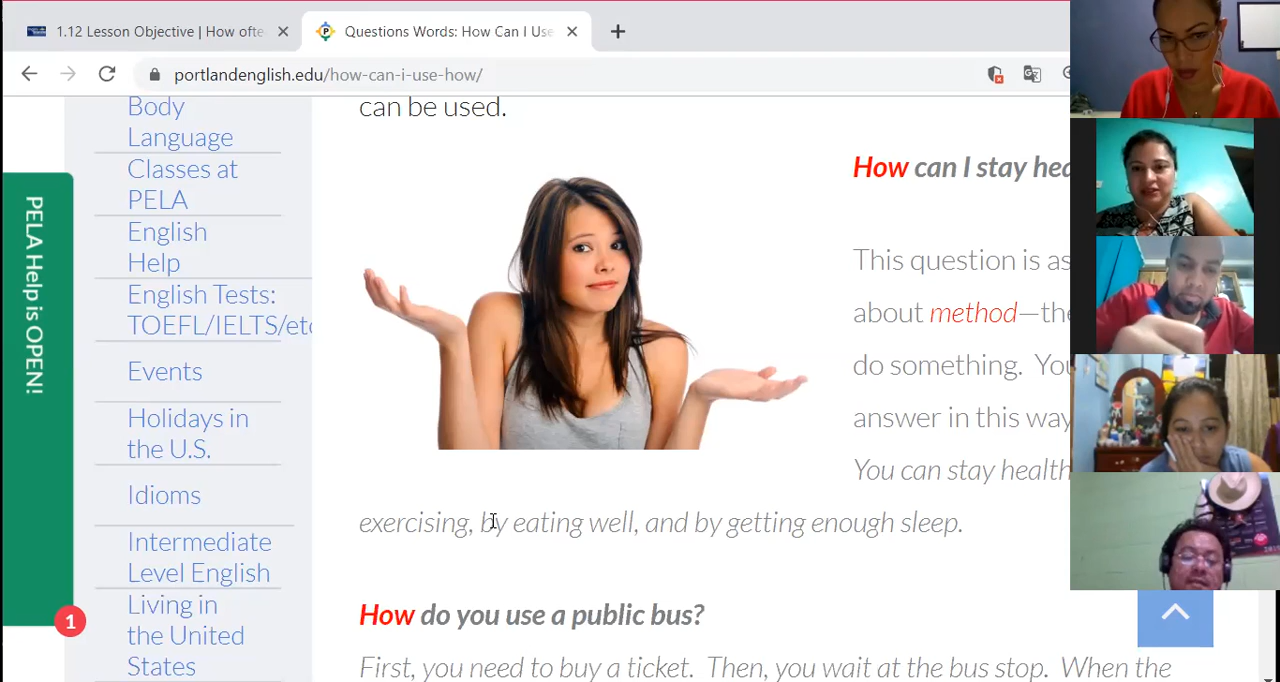 1.12 Lesson Objective | How ofte
Questions Words: How Can I Use
portlandenglish.edu/how-can-i-use-how/
PELA Help is OPEN!
1
Body
Language
Classes at
PELA
English
Help
English Tests:
TOEFL/IELTS/etc
Events
Holidays in
the U.S.
Idioms
Intermediate
Level English
Living in
the United
States
can be used.
How can I stay hea
This question is as
about method—the
do something. You
answer in this way
You can stay health
exercising, by eating well, and by getting enough sleep.
How do you use a public bus?
First, you need to buy a ticket. Then, you wait at the bus stop. When the